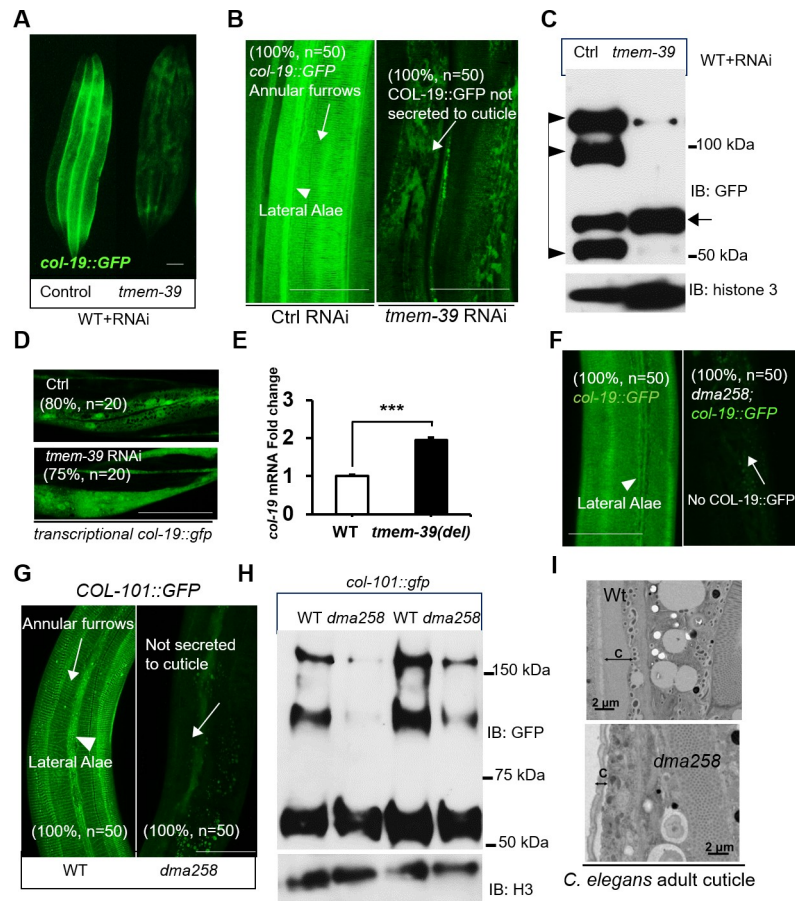 A
col-19::GFP
Control tmem-39
WT+RNAi
B
(100%, n=50)
col-19::GFP
Annular furrows
Lateral Alae
(100%, n=50)
COL-19::GFP not
secreted to cuticle
Ctrl RNAi
tmem-39 RNAi
C
Ctrl tmem-39
WT+RNAi
100 kDa
IB: GFP
50 kDa
IB: histone 3
D
Ctrl
(80%, n=20)
tmem-39 RNAi
(75%, n=20)
transcriptional col-19::gfp
E
col-19 mRNA Fold change
3
2
1
0
***
WT tmem-39(del)
F
(100%, n=50)
col-19::GFP
Lateral Alae
(100%, n=50)
dma258;
col-19::GFP
No COL-19::GFP
G
COL-101::GFP
Annular furrows
Lateral Alae
(100%, n=50)
Not secreted
to cuticle
(100%, n=50)
WT
dma258
H
col-101::gfp
WT dma258 WT dma258
150 kDa
IB: GFP
75 kDa
50 kDa
IB: H3
I
Wt
C
2 µm
dma258
C
2 µm
C. elegans adult cuticle